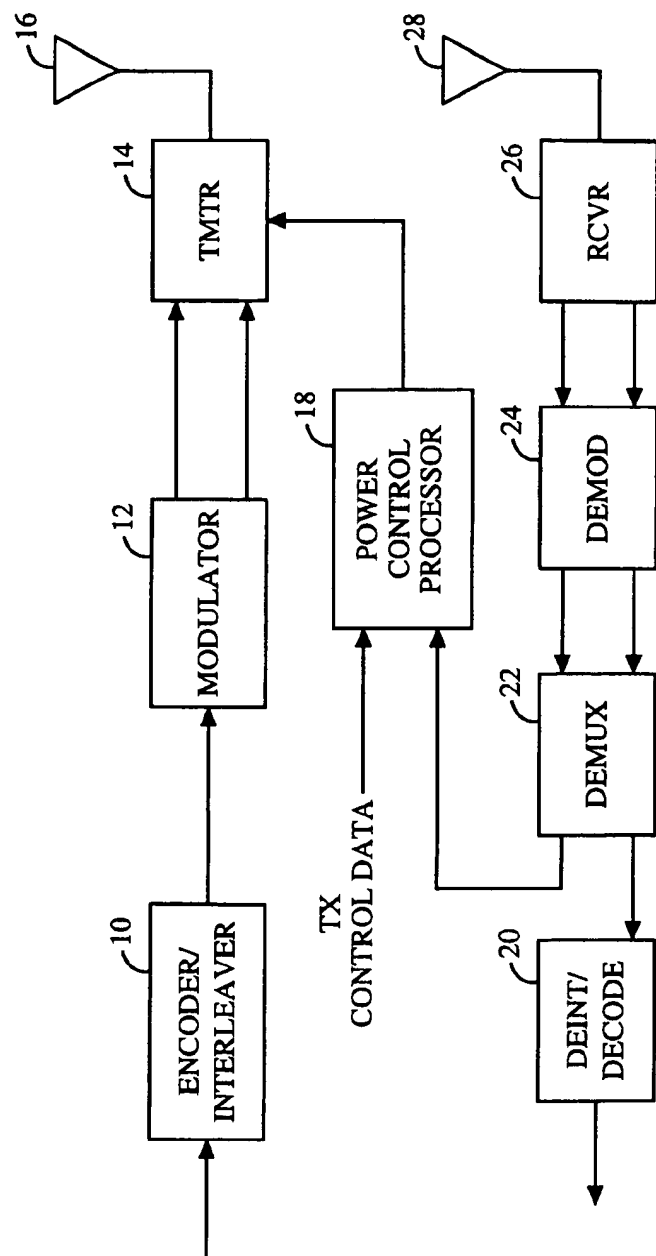 10
ENCODER/
INTERLEAVER
12
MODULATOR
14
TMTR
16
TX
CONTROL DATA
18
POWER
CONTROL
PROCESSOR
20
DEINT/
DECODE
22
DEMUX
24
DEMOD
26
RCVR
28